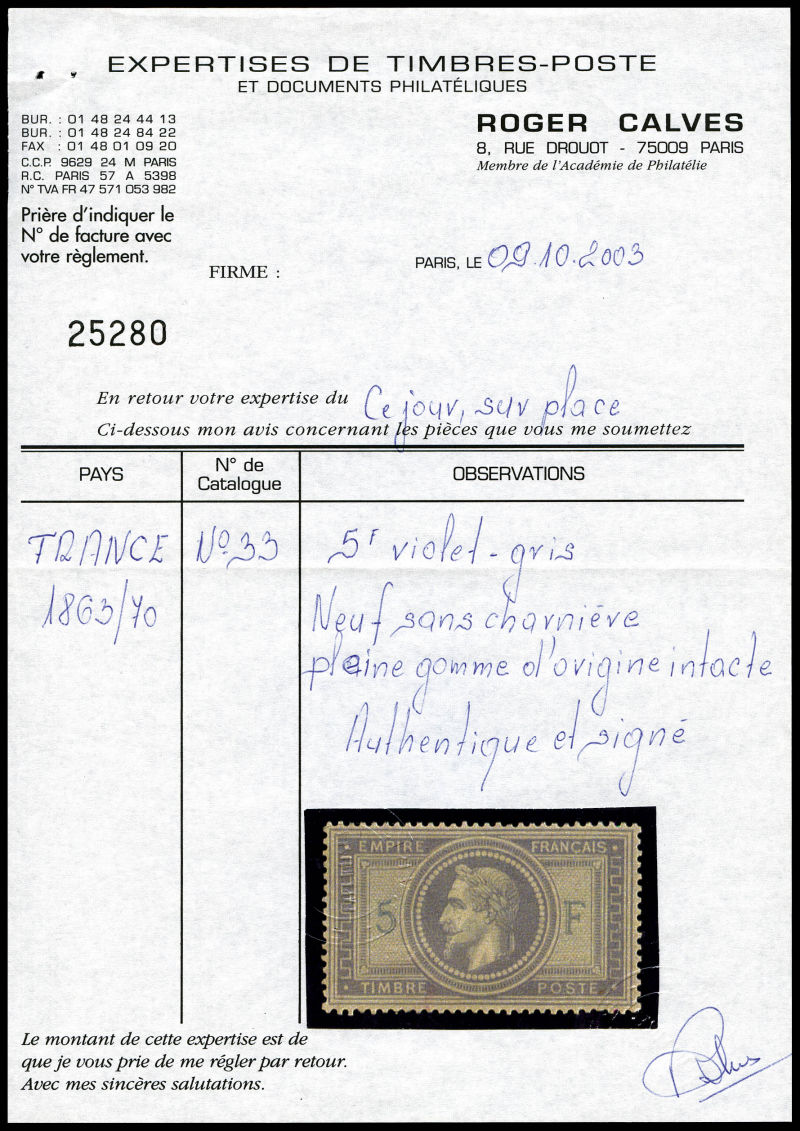 EXPERTISES DE TIMBRES-POSTE
ET DOCUMENTS PHILATÉLIQUES
BUR. : 01 48 24 44 13
BUR. : 01 48 24 84 22
FAX : 01 48 01 09 20
C.C.P. 9629 24 M PARIS
R.C. PARIS 57 A 5398
N° TVA FR 47 571 053 982
ROGER CALVES
8, RUE DROUOT - 75009 PARIS
Membre de l'Académie de Philatélie
Prière d'indiquer le
N° de facture avec
votre règlement.
FIRME :
PARIS, LE 09.10.2003
25280
En retour votre expertise du Ce jour, sur place
Ci-dessous mon avis concernant les pièces que vous me soumettez
PAYS
N° de
Catalogue
OBSERVATIONS
FRANCE N° 33 5F violet-gris
1863/70 Neuf sans charnière
pleine gomme d'origine intacte
Authentique et signé
EMPIRE FRANÇAIS
5 F
TIMBRE POSTE
Le montant de cette expertise est de
que je vous prie de me régler par retour.
Avec mes sincères salutations.